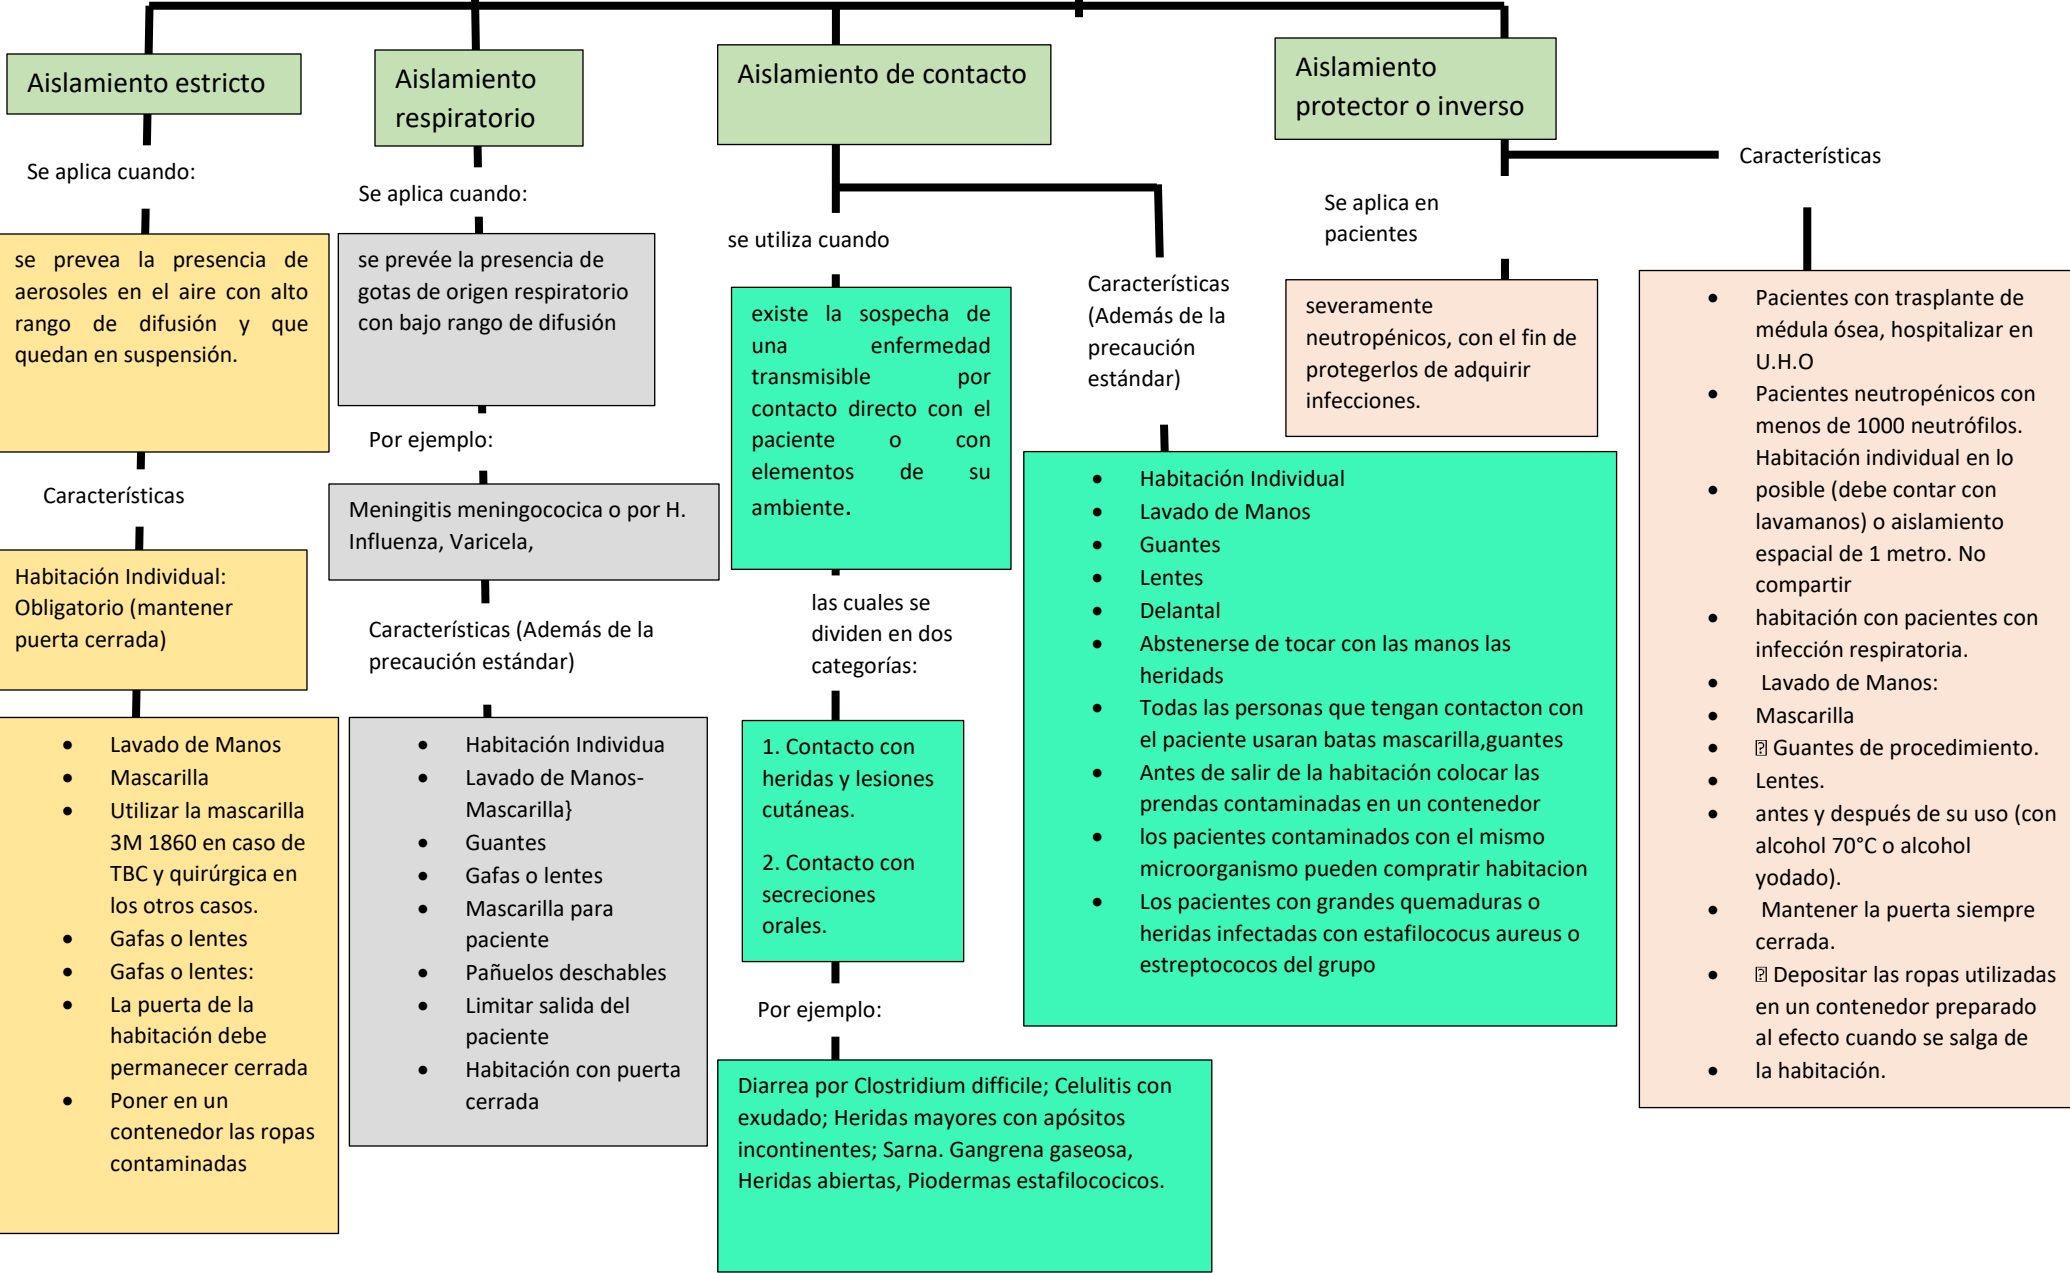 Aislamiento estricto
Se aplica cuando:
se prevea la presencia de
aerosoles en el aire con alto
rango de difusión y que
quedan en suspensión.
Características
Habitación Individual:
Obligatorio (mantener
puerta cerrada)
• Lavado de Manos
• Mascarilla
• Utilizar la mascarilla
3M 1860 en caso de
TBC y quirúrgica en
los otros casos.
• Gafas o lentes
• Gafas o lentes:
• La puerta de la
habitación debe
permanecer cerrada
• Poner en un
contenedor las ropas
contaminadas
Aislamiento
respiratorio
Se aplica cuando:
se prevée la presencia de
gotas de origen respiratorio
con bajo rango de difusión
Por ejemplo:
Meningitis meningococica o por H.
Influenza, Varicela,
Características (Además de la
precaución estándar)
• Habitación Individua
• Lavado de Manos-
Mascarilla}
• Guantes
• Gafas o lentes
• Mascarilla para
paciente
• Pañuelos deschables
• Limitar salida del
paciente
• Habitación con puerta
cerrada
Aislamiento de contacto
se utiliza cuando
existe la sospecha de
una enfermedad
transmisible por
contacto directo con el
paciente o con
elementos de su
ambiente.
las cuales se
dividen en dos
categorías:
1. Contacto con
heridas y lesiones
cutáneas.
2. Contacto con
secreciones
orales.
Por ejemplo:
Diarrea por Clostridium difficile; Celulitis con
exudado; Heridas mayores con apósitos
incontinentes; Sarna. Gangrena gaseosa,
Heridas abiertas, Piodermas estafilococicos.
Características
(Además de la
precaución
estándar)
• Habitación Individual
• Lavado de Manos
• Guantes
• Lentes
• Delantal
• Abstenerse de tocar con las manos las
heridads
• Todas las personas que tengan contacton con
el paciente usaran batas mascarilla,guantes
• Antes de salir de la habitación colocar las
prendas contaminadas en un contenedor
• los pacientes contaminados con el mismo
microorganismo pueden compratir habitacion
• Los pacientes con grandes quemaduras o
heridas infectadas con estafilococus aureus o
estreptococos del grupo
Aislamiento
protector o inverso
Se aplica en
pacientes
severamente
neutropénicos, con el fin de
protegerlos de adquirir
infecciones.
Características
• Pacientes con trasplante de
médula ósea, hospitalizar en
U.H.O
• Pacientes neutropénicos con
menos de 1000 neutrófilos.
Habitación individual en lo
• posible (debe contar con
lavamanos) o aislamiento
espacial de 1 metro. No
compartir
• habitación con pacientes con
infección respiratoria.
• Lavado de Manos:
• Mascarilla
• Guantes de procedimiento.
• Lentes.
• antes y después de su uso (con
alcohol 70°C o alcohol
yodado).
• Mantener la puerta siempre
cerrada.
• Depositar las ropas utilizadas
en un contenedor preparado
al efecto cuando se salga de
• la habitación.